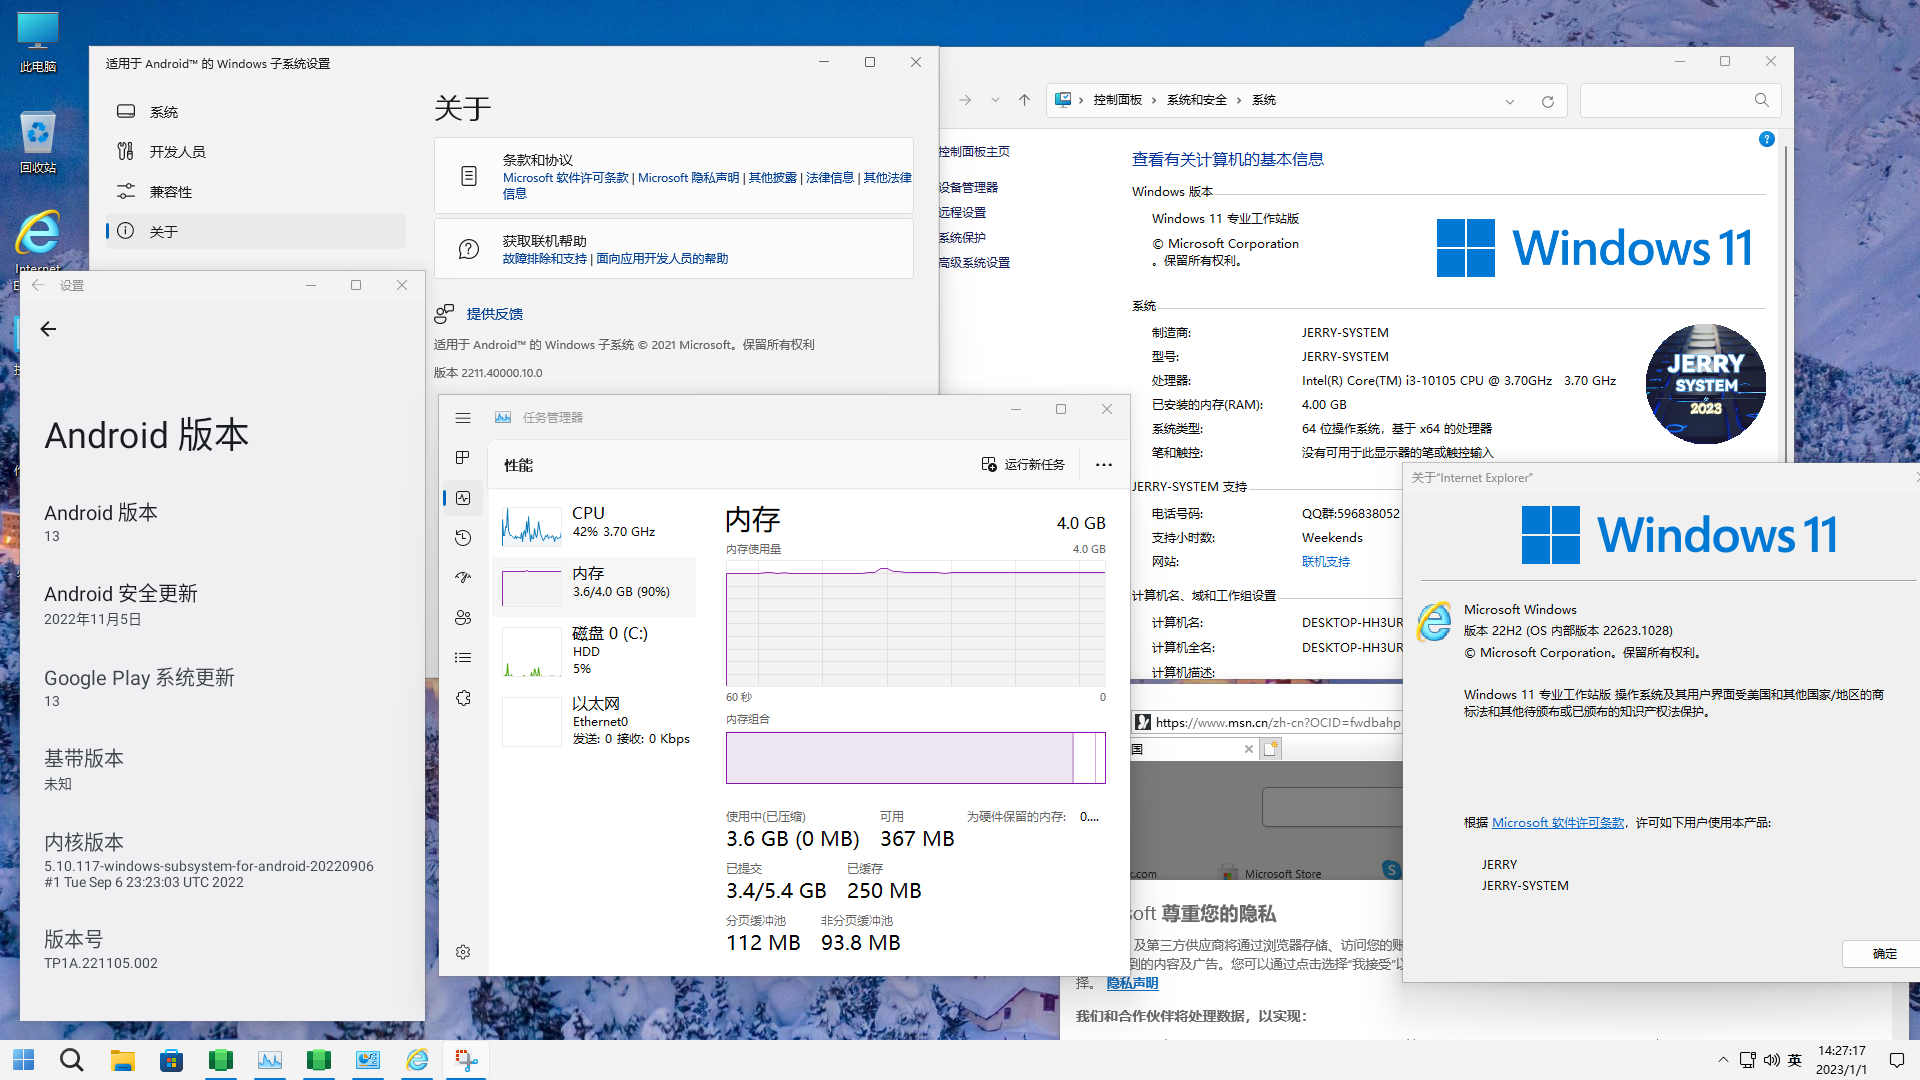 此电脑
回收站
Internet
适用于 Android™ 的 Windows 子系统设置
系统
开发人员
兼容性
关于
关于
条款和协议
Microsoft 软件许可条款 | Microsoft 隐私声明 | 其他披露 | 法律信息 | 其他法律
信息
获取联机帮助
故障排除和支持 | 面向应用开发人员的帮助
提供反馈
适用于 Android™ 的 Windows 子系统 © 2021 Microsoft。保留所有权利
版本 2211.40000.10.0
控制面板 › 系统和安全 › 系统
控制面板主页
设备管理器
远程设置
系统保护
高级系统设置
查看有关计算机的基本信息
Windows 版本
Windows 11 专业工作站版
© Microsoft Corporation
。保留所有权利。
Windows 11
系统
制造商: JERRY-SYSTEM
型号: JERRY-SYSTEM
处理器: Intel(R) Core(TM) i3-10105 CPU @ 3.70GHz 3.70 GHz
已安装的内存(RAM): 4.00 GB
系统类型: 64 位操作系统，基于 x64 的处理器
笔和触控: 没有可用于此显示器的笔或触控输入
JERRY
SYSTEM
2023
JERRY-SYSTEM 支持
电话号码: QQ群:596838052
支持小时数: Weekends
网站: 联机支持
计算机名、域和工作组设置
计算机名: DESKTOP-HH3UR
计算机全名: DESKTOP-HH3UR
计算机描述:
设置
Android 版本
Android 版本
13
Android 安全更新
2022年11月5日
Google Play 系统更新
13
基带版本
未知
内核版本
5.10.117-windows-subsystem-for-android-20220906
#1 Tue Sep 6 23:23:03 UTC 2022
版本号
TP1A.221105.002
任务管理器
性能
运行新任务
CPU
42% 3.70 GHz
内存
3.6/4.0 GB (90%)
磁盘 0 (C:)
HDD
5%
以太网
Ethernet0
发送: 0 接收: 0 Kbps
内存 4.0 GB
内存使用量 4.0 GB
60 秒 0
内存组合
使用中(已压缩) 可用 为硬件保留的内存: 0....
3.6 GB (0 MB) 367 MB
已提交 已缓存
3.4/5.4 GB 250 MB
分页缓冲池 非分页缓冲池
112 MB 93.8 MB
https://www.msn.cn/zh-cn?OCID=fwdbahp
国
k.com
Microsoft Store
soft 尊重您的隐私
及第三方供应商将通过浏览器存储、访问您的账
到的内容及广告。您可以通过点击选择“我接受”以
择。 隐私声明
我们和合作伙伴将处理数据，以实现:
关于“Internet Explorer”
Windows 11
Microsoft Windows
版本 22H2 (OS 内部版本 22623.1028)
© Microsoft Corporation。保留所有权利。
Windows 11 专业工作站版 操作系统及其用户界面受美国和其他国家/地区的商
标法和其他待颁布或已颁布的知识产权法保护。
根据 Microsoft 软件许可条款，许可如下用户使用本产品:
JERRY
JERRY-SYSTEM
确定
英
14:27:17
2023/1/1